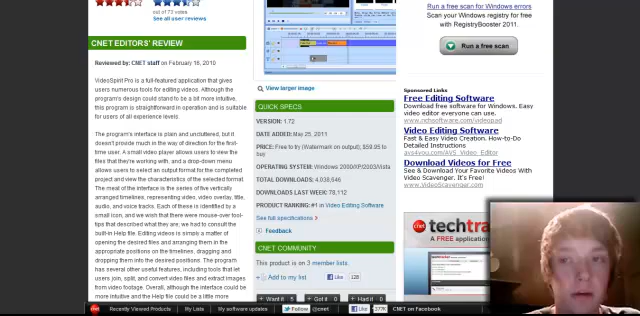 out of 73 votes
See all user reviews
CNET EDITORS' REVIEW
Reviewed by: CNET staff on February 16, 2010
VideoSpirit Pro is a full-featured application that gives
users numerous tools for editing videos. Although the
program's design could stand to be a bit more intuitive,
this program is straightforward in operation and is suitable
for users of all experience levels.
The program's interface is plain and uncluttered, but it
doesn't provide much in the way of direction for the first-
time user. A small video player allows users to view the
files that they're working with, and a drop-down menu
allows users to select an output format for the completed
project and view the characteristics of the selected format.
The meat of the interface is the series of five vertically
arranged timelines, representing video, video overlay, title,
audio, and voice tracks. Each of these is identified by a
small icon, and we wish that there were mouse-over tool-
tips that described what they are; we had to consult the
built-in Help file. Editing videos is simply a matter of
opening the desired files and arranging them in the
appropriate positions on the timelines, dragging and
dropping them into the desired positions. The program
has several other useful features, including tools that let
users join, split, and convert video files and extract images
from video footage. Overall, although the interface could
be more intuitive and the Help file could be a little more
View larger image
QUICK SPECS
VERSION: 1.72
DATE ADDED: May 25, 2011
PRICE: Free to try (Watermark on output); $59.95 to
buy
OPERATING SYSTEM: Windows 2000/XP/2003/Vista
TOTAL DOWNLOADS: 4,038,646
DOWNLOADS LAST WEEK: 78,112
PRODUCT RANKING: #1 in Video Editing Software
See full specifications
Feedback
CNET COMMUNITY
This product is on 3 member lists.
+ Add to my list
Like
128
+ Want it 5
+ Got it 0
+ Had it 0
Run a free scan for Windows errors
Scan your Windows registry for free
with RegistryBooster 2011.
Run a free scan
Sponsored Links
Free Editing Software
Download free software for Windows. Easy
video editor everyone can use.
www.nchsoftware.com/videopad
Video Editing Software
Fast & Easy Creation. How-to-Do
Detailed Instructions
avs4you.com/AVS_Video_Editor
Download Videos for Free
See & Download Your Favorite Videos With
Video Scavenger. It's Free!
www.VideoScavenger.com
cnet
A FREE
cnet
Recently Viewed Products
My Lists
My software updates
Follow
@cnet
Like
377K
CNET on Facebook